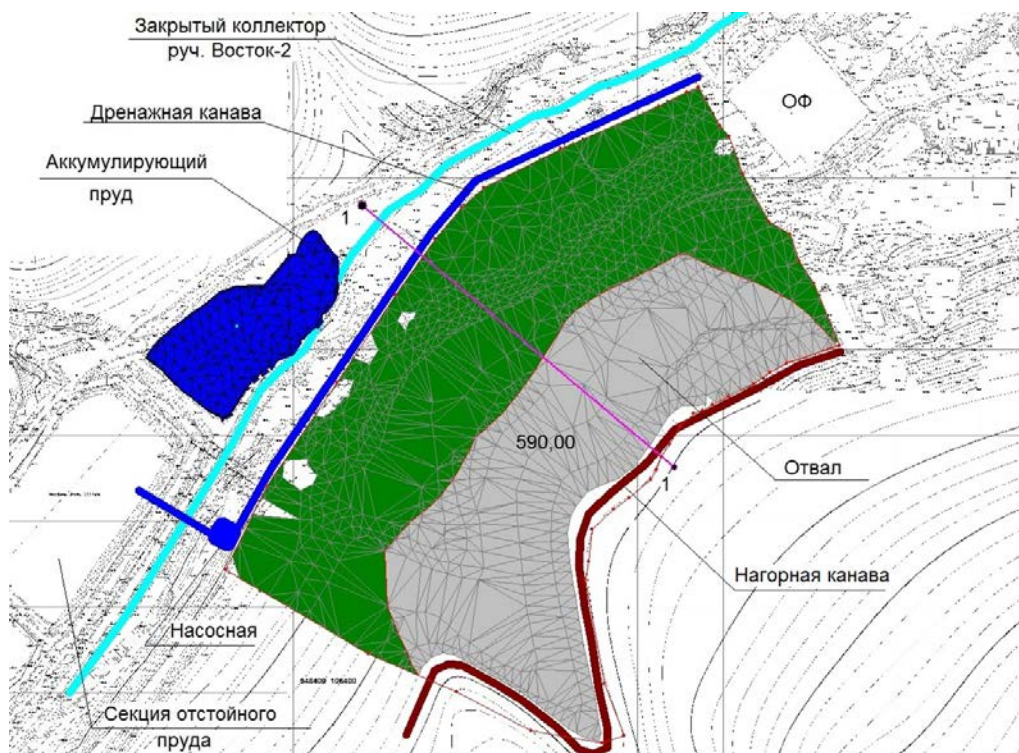 Закрытый коллектор
руч. Восток-2
Дренажная канава
Аккумулирующий
пруд
ОФ
1
590,00
Отвал
1
Нагорная канава
Насосная
Секция отстойного
пруда